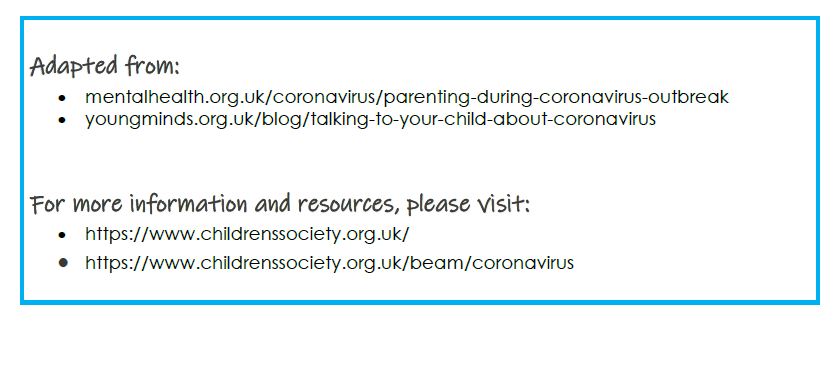 Adapted from:
• mentalhealth.org.uk/coronavirus/parenting-during-coronavirus-outbreak
• youngminds.org.uk/blog/talking-to-your-child-about-coronavirus
For more information and resources, please visit:
• https://www.childrenssociety.org.uk/
• https://www.childrenssociety.org.uk/beam/coronavirus